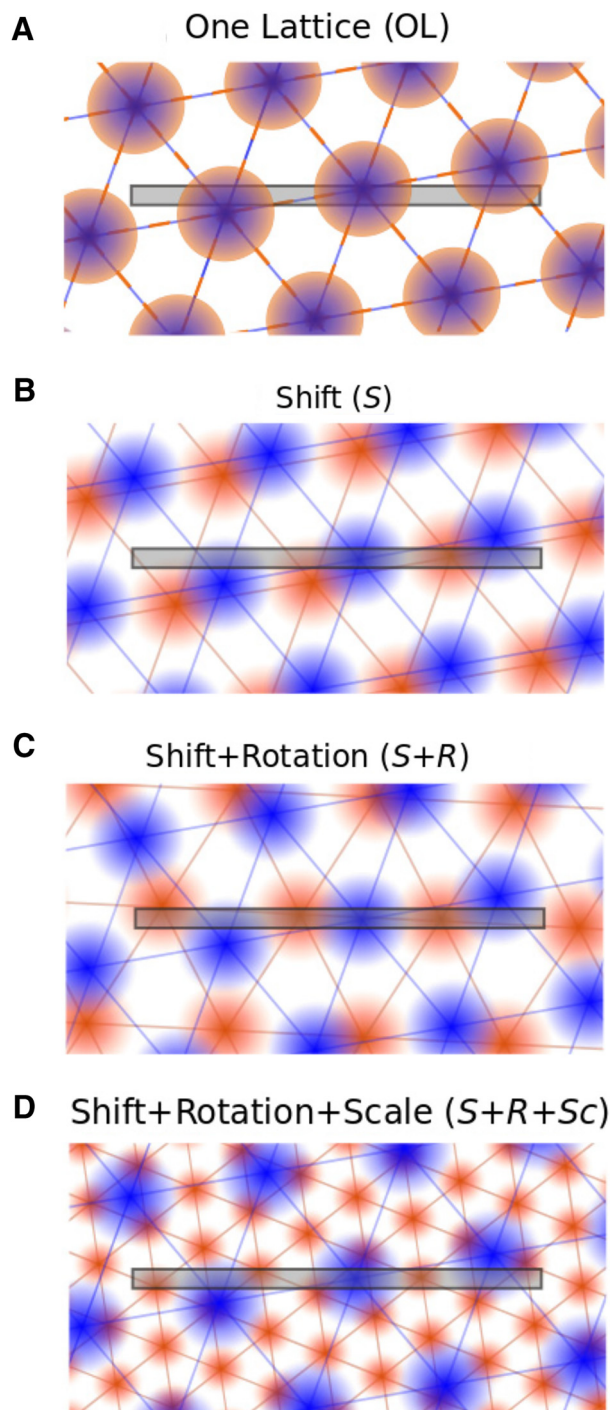 A
One Lattice (OL)
B
Shift (S)
C
Shift+Rotation (S+R)
D
Shift+Rotation+Scale (S+R+Sc)